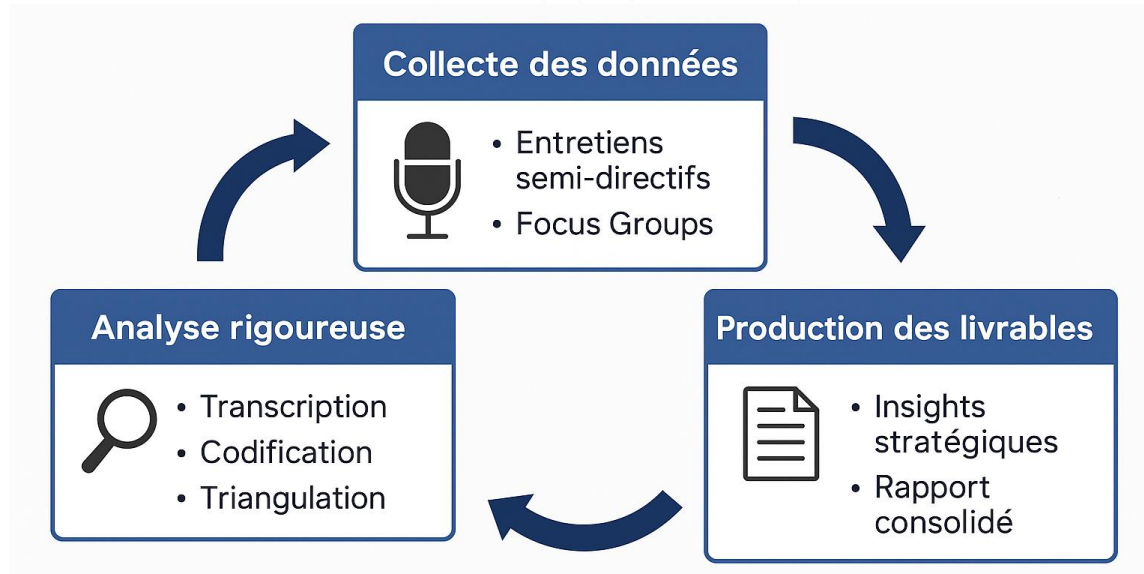 Collecte des données
• Entretiens
semi-directifs
• Focus Groups
Analyse rigoureuse
• Transcription
• Codification
• Triangulation
Production des livrables
• Insights
stratégiques
• Rapport
consolidé